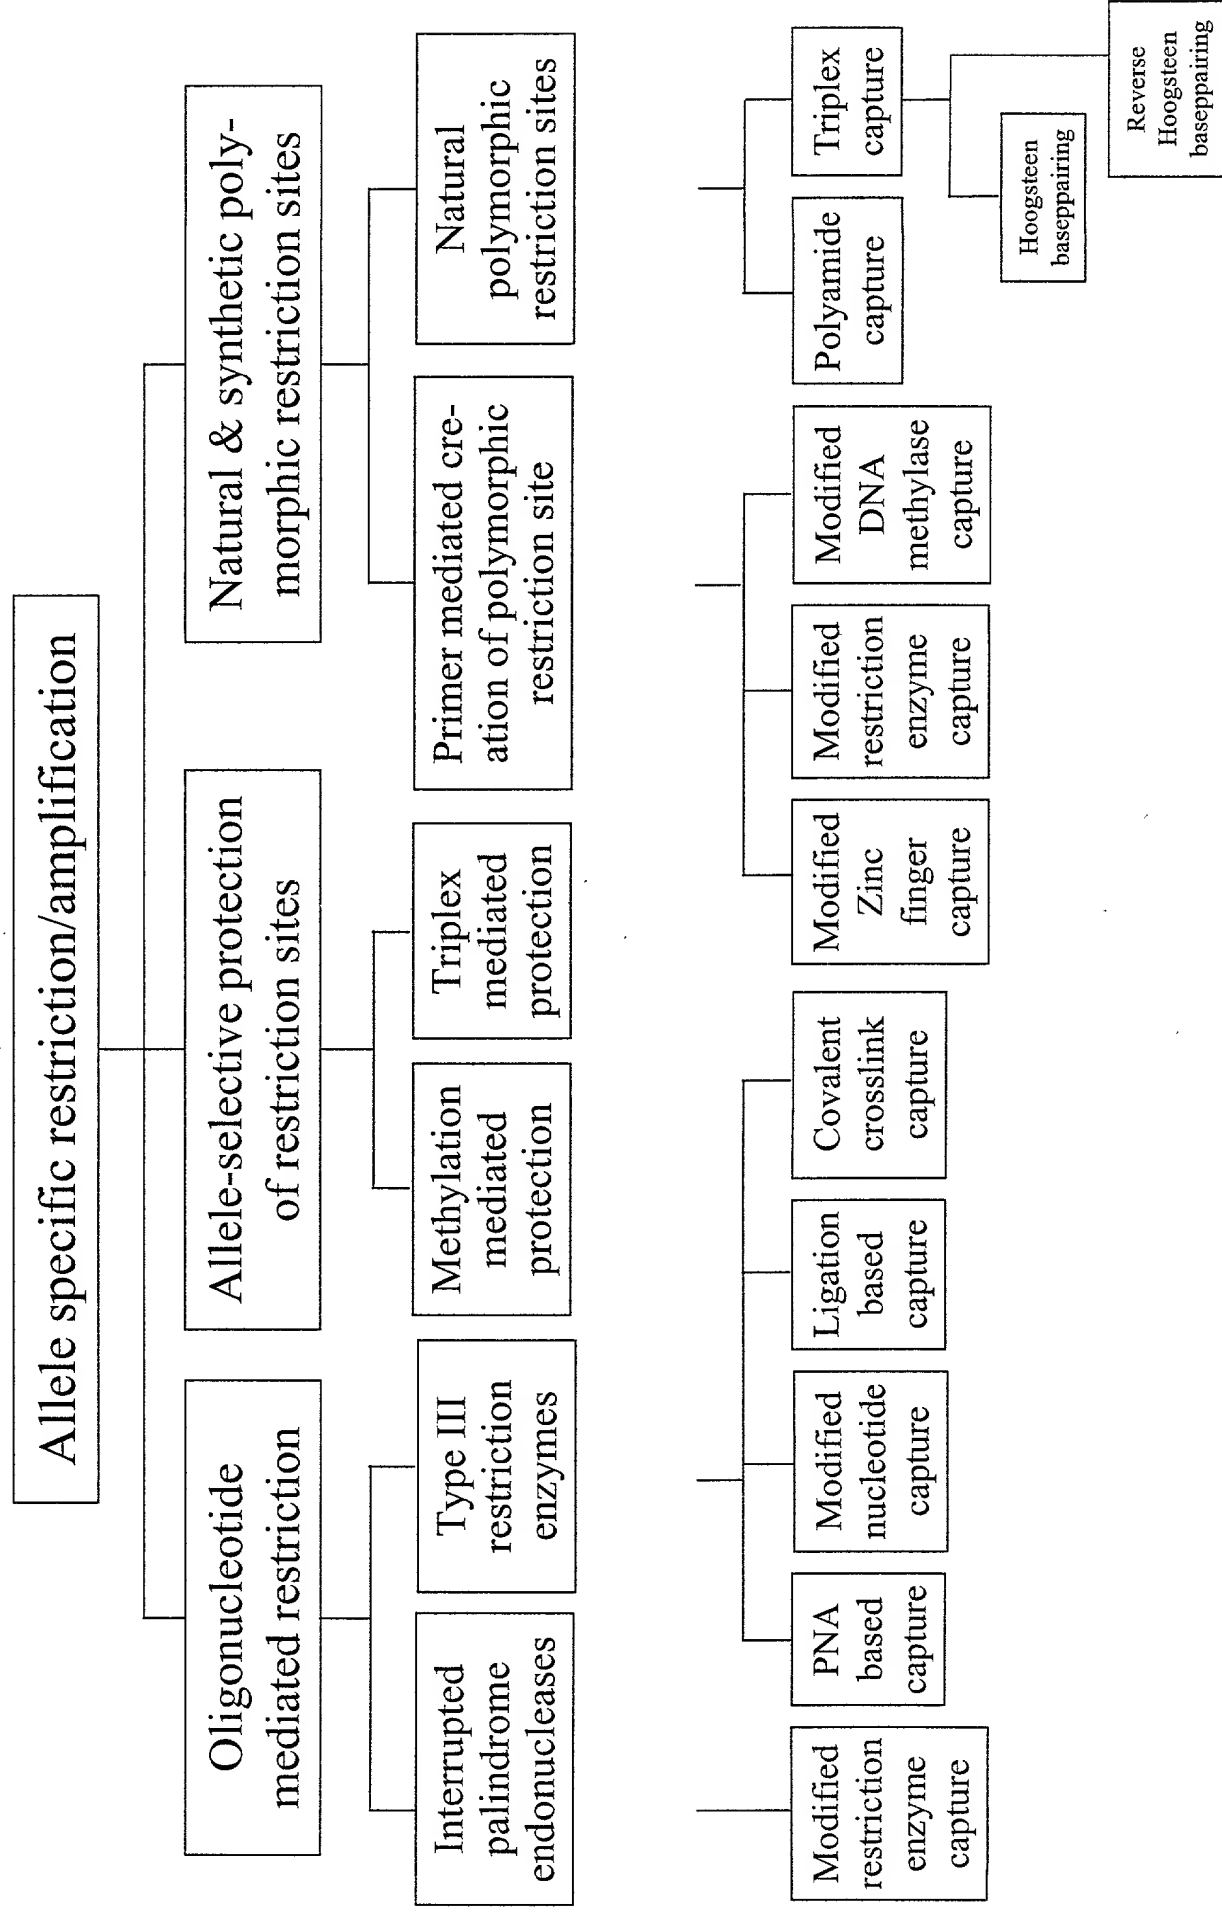 Allele specific restriction/amplification
Oligonucleotide
mediated restriction
Allele-selective protection
of restriction sites
Natural & synthetic poly-
morphic restriction sites
Interrupted
palindrome
endonucleases
Type III
restriction
enzymes
Methylation
mediated
protection
Triplex
mediated
protection
Primer mediated cre-
ation of polymorphic
restriction site
Natural
polymorphic
restriction sites
Modified
restriction
enzyme
capture
PNA
based
capture
Modified
nucleotide
capture
Ligation
based
capture
Covalent
crosslink
capture
Modified
Zinc
finger
capture
Modified
restriction
enzyme
capture
Modified
DNA
methylase
capture
Polyamide
capture
Triplex
capture
Hoogsteen
baseppairing
Reverse
Hoogsteen
baseppairing